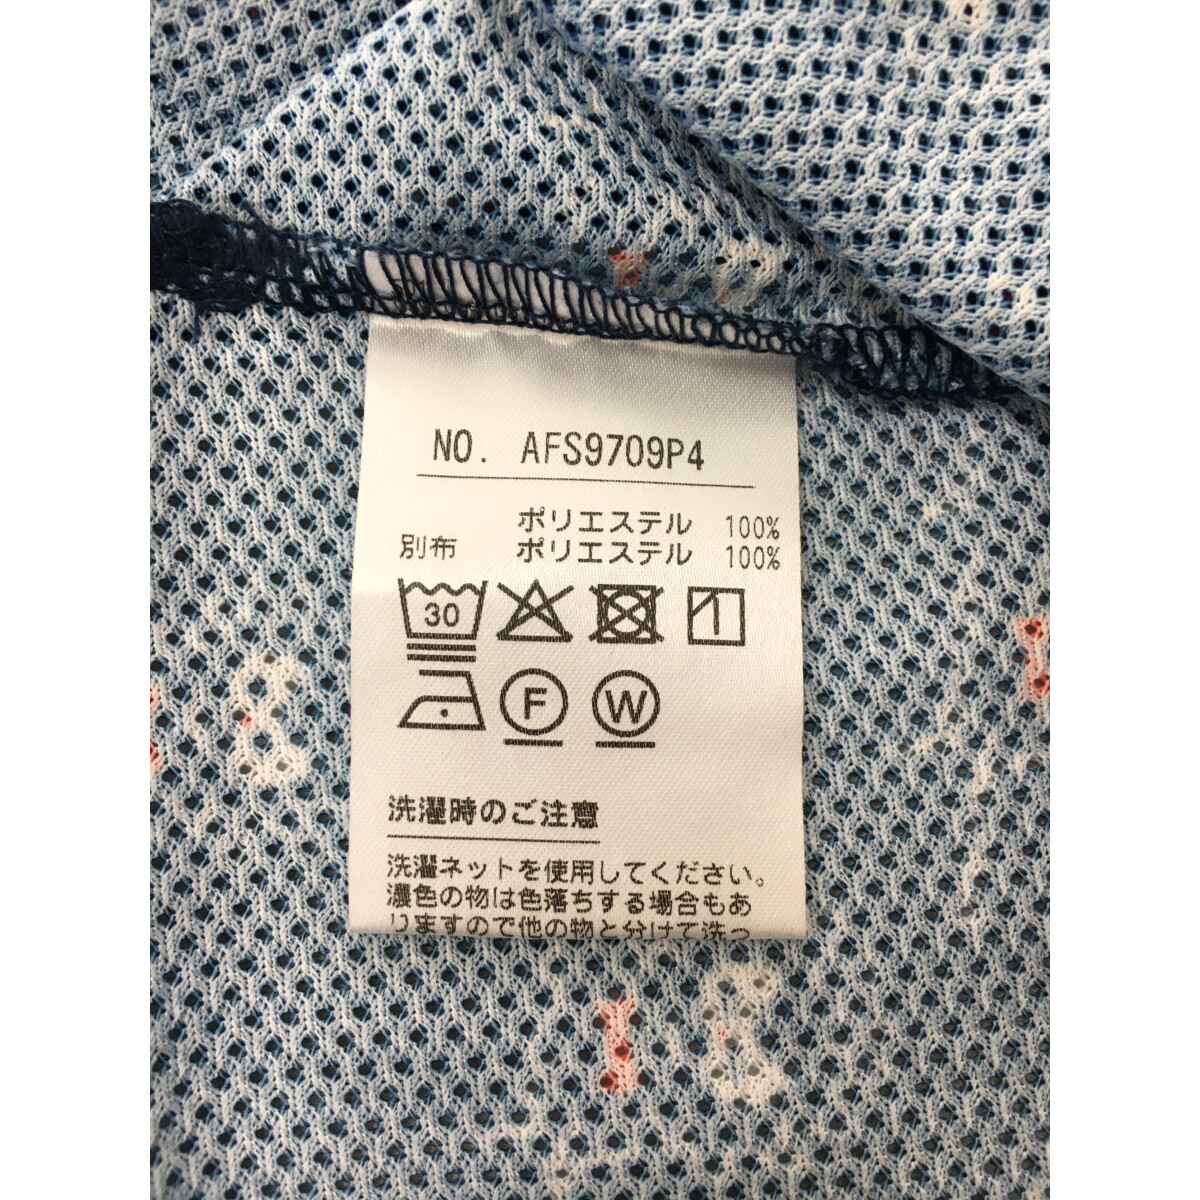 NO. AFS9709P4
ポリエステル 100%
別布 ポリエステル 100%
30
F W
洗濯時のご注意
洗濯ネットを使用してください。
濃色の物は色落ちする場合もあ
りますので他の物と分けて洗っ